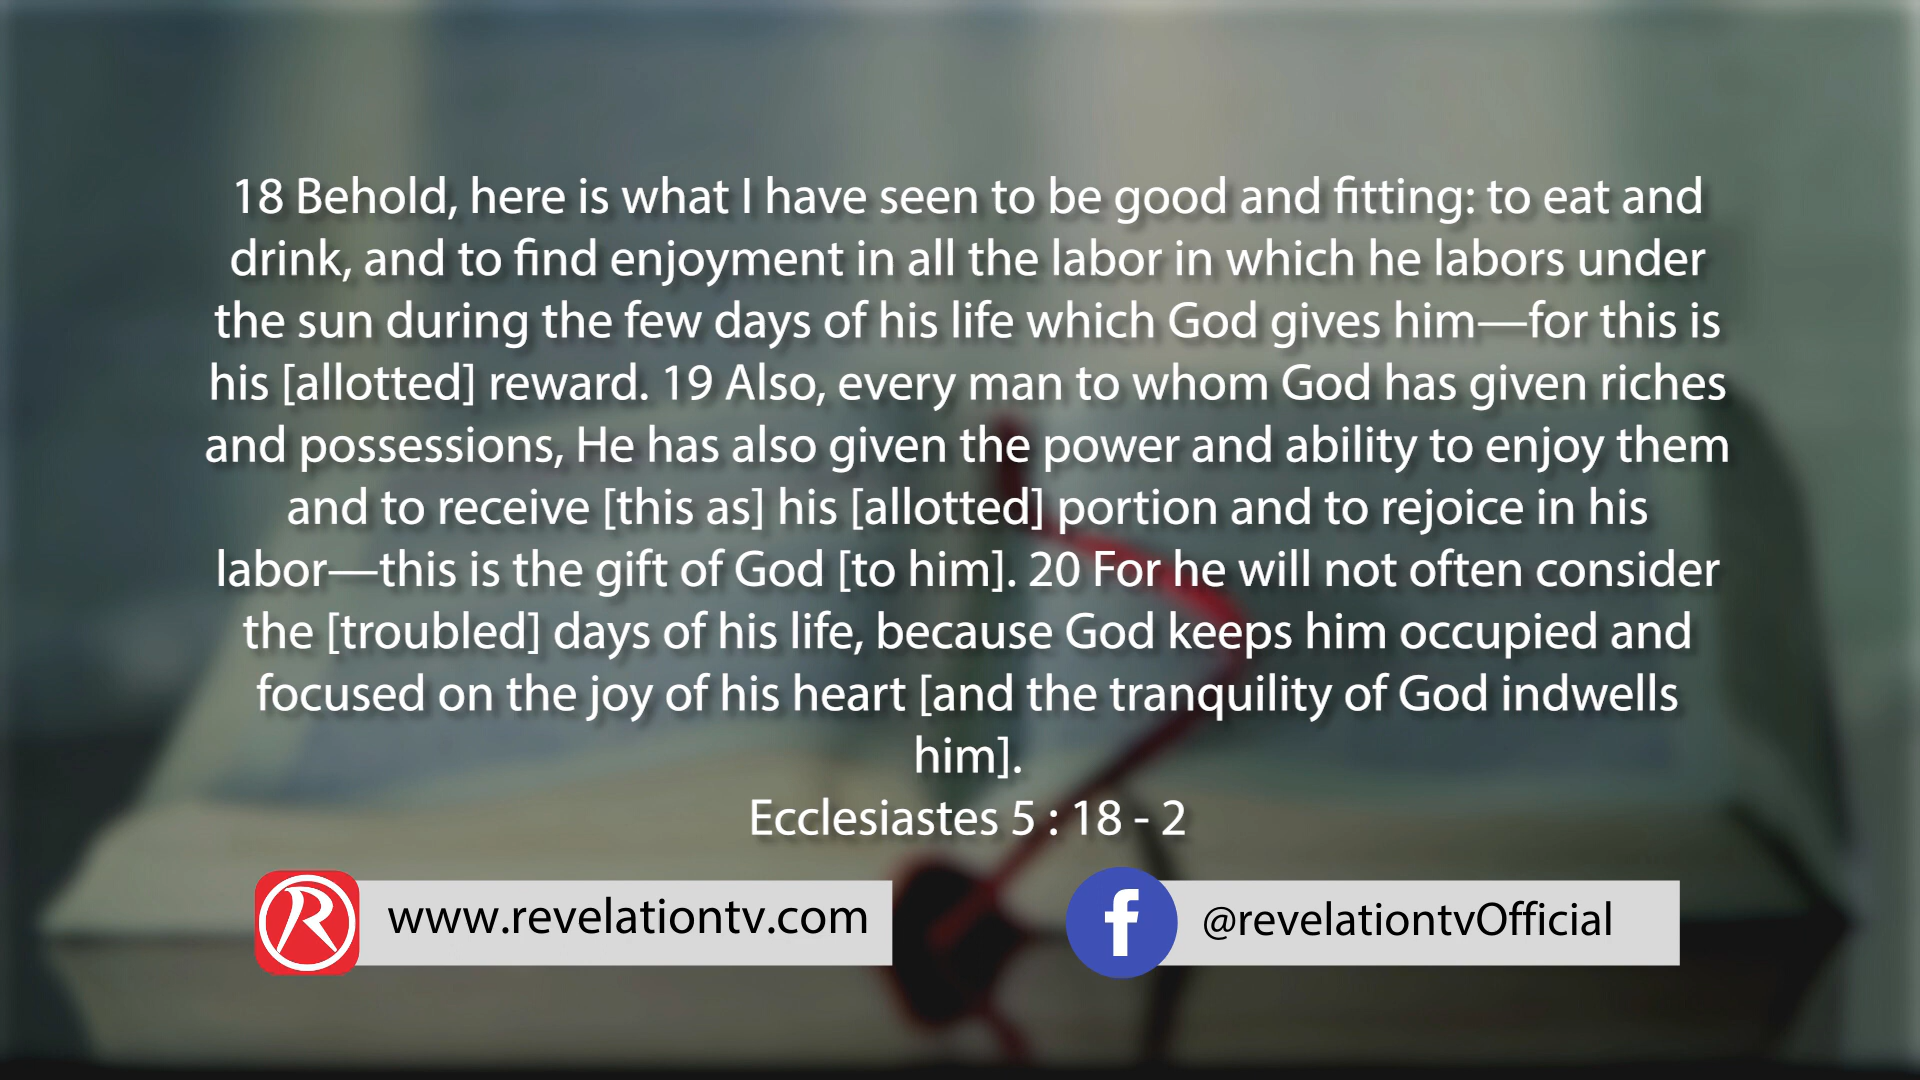 18 Behold, here is what I have seen to be good and fitting: to eat and
drink, and to find enjoyment in all the labor in which he labors under
the sun during the few days of his life which God gives him—for this is
his [allotted] reward. 19 Also, every man to whom God has given riches
and possessions, He has also given the power and ability to enjoy them
and to receive [this as] his [allotted] portion and to rejoice in his
labor—this is the gift of God [to him]. 20 For he will not often consider
the [troubled] days of his life, because God keeps him occupied and
focused on the joy of his heart [and the tranquility of God indwells
him].
Ecclesiastes 5 : 18 - 2
www.revelationtv.com
@revelationtvOfficial